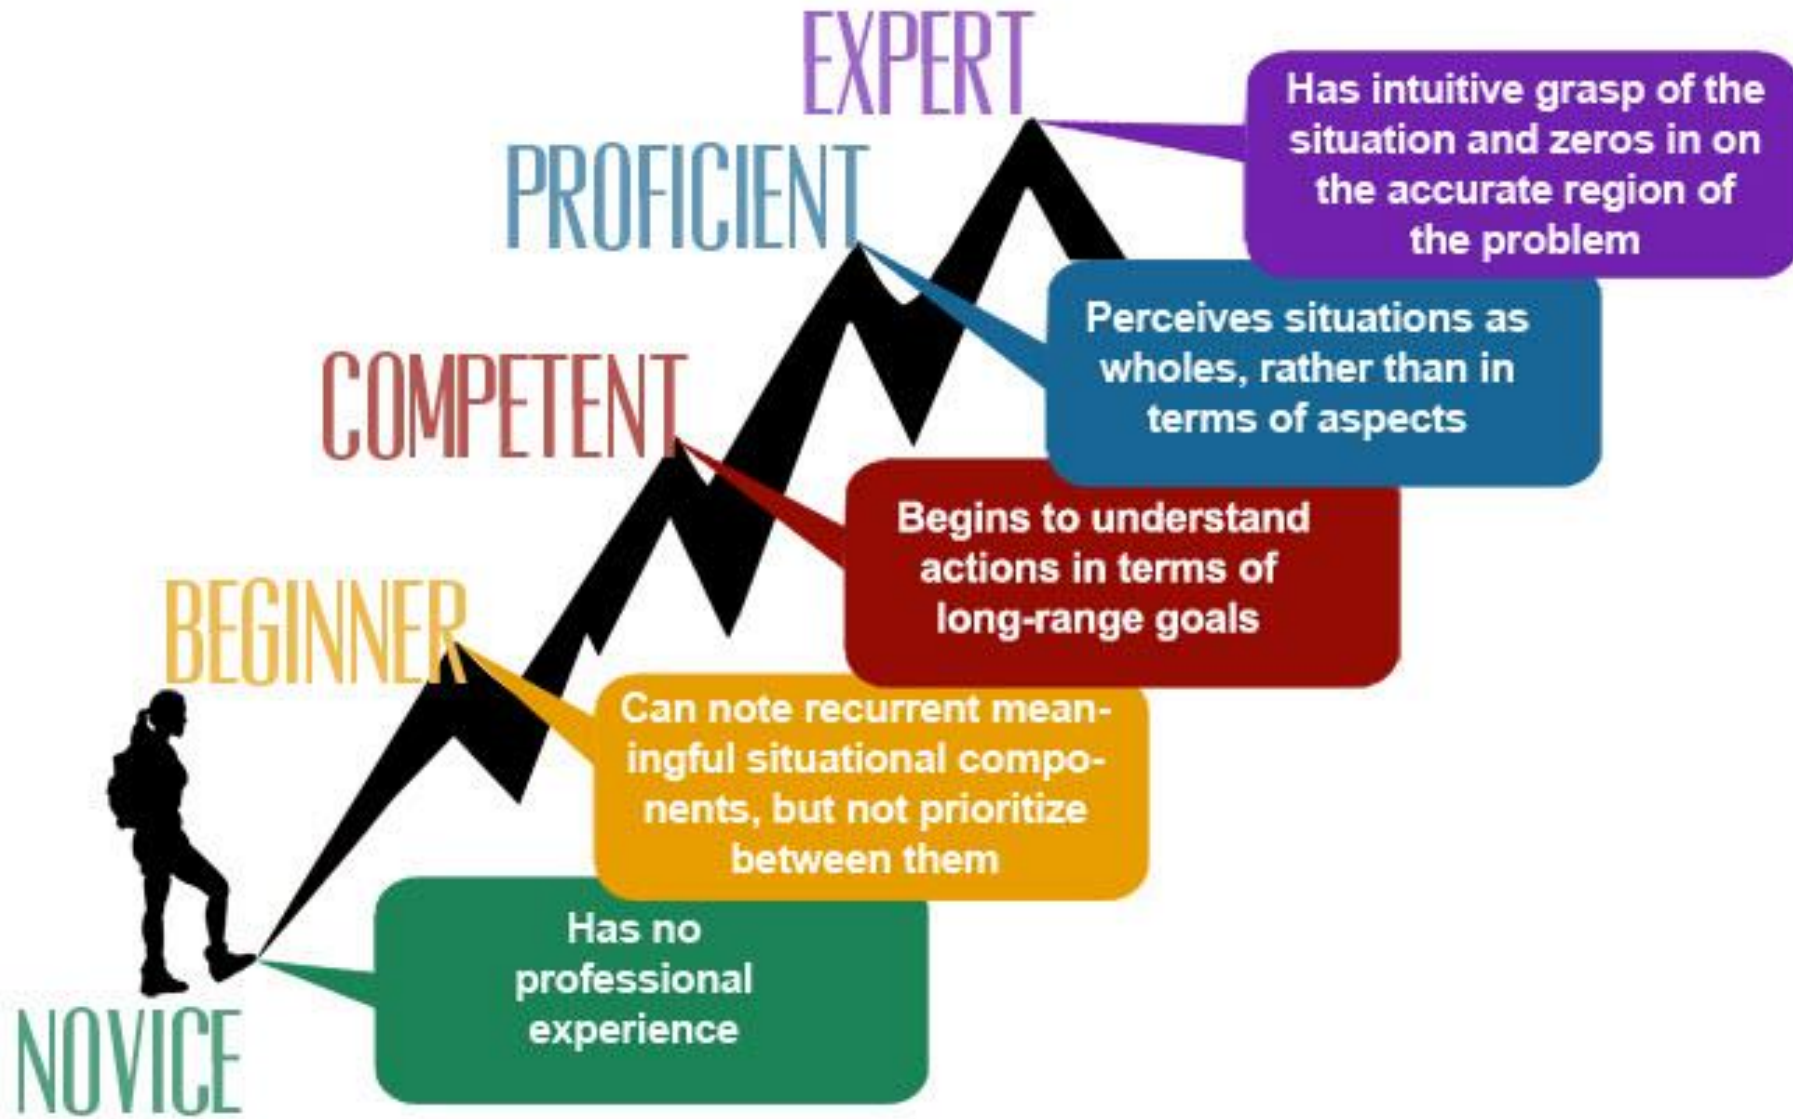 EXPERT
Has intuitive grasp of the
situation and zeros in on
the accurate region of
the problem
PROFICIENT
Perceives situations as
wholes, rather than in
terms of aspects
COMPETENT
Begins to understand
actions in terms of
long-range goals
BEGINNER
Can note recurrent mean-
ingful situational compo-
nents, but not prioritize
between them
NOVICE
Has no
professional
experience